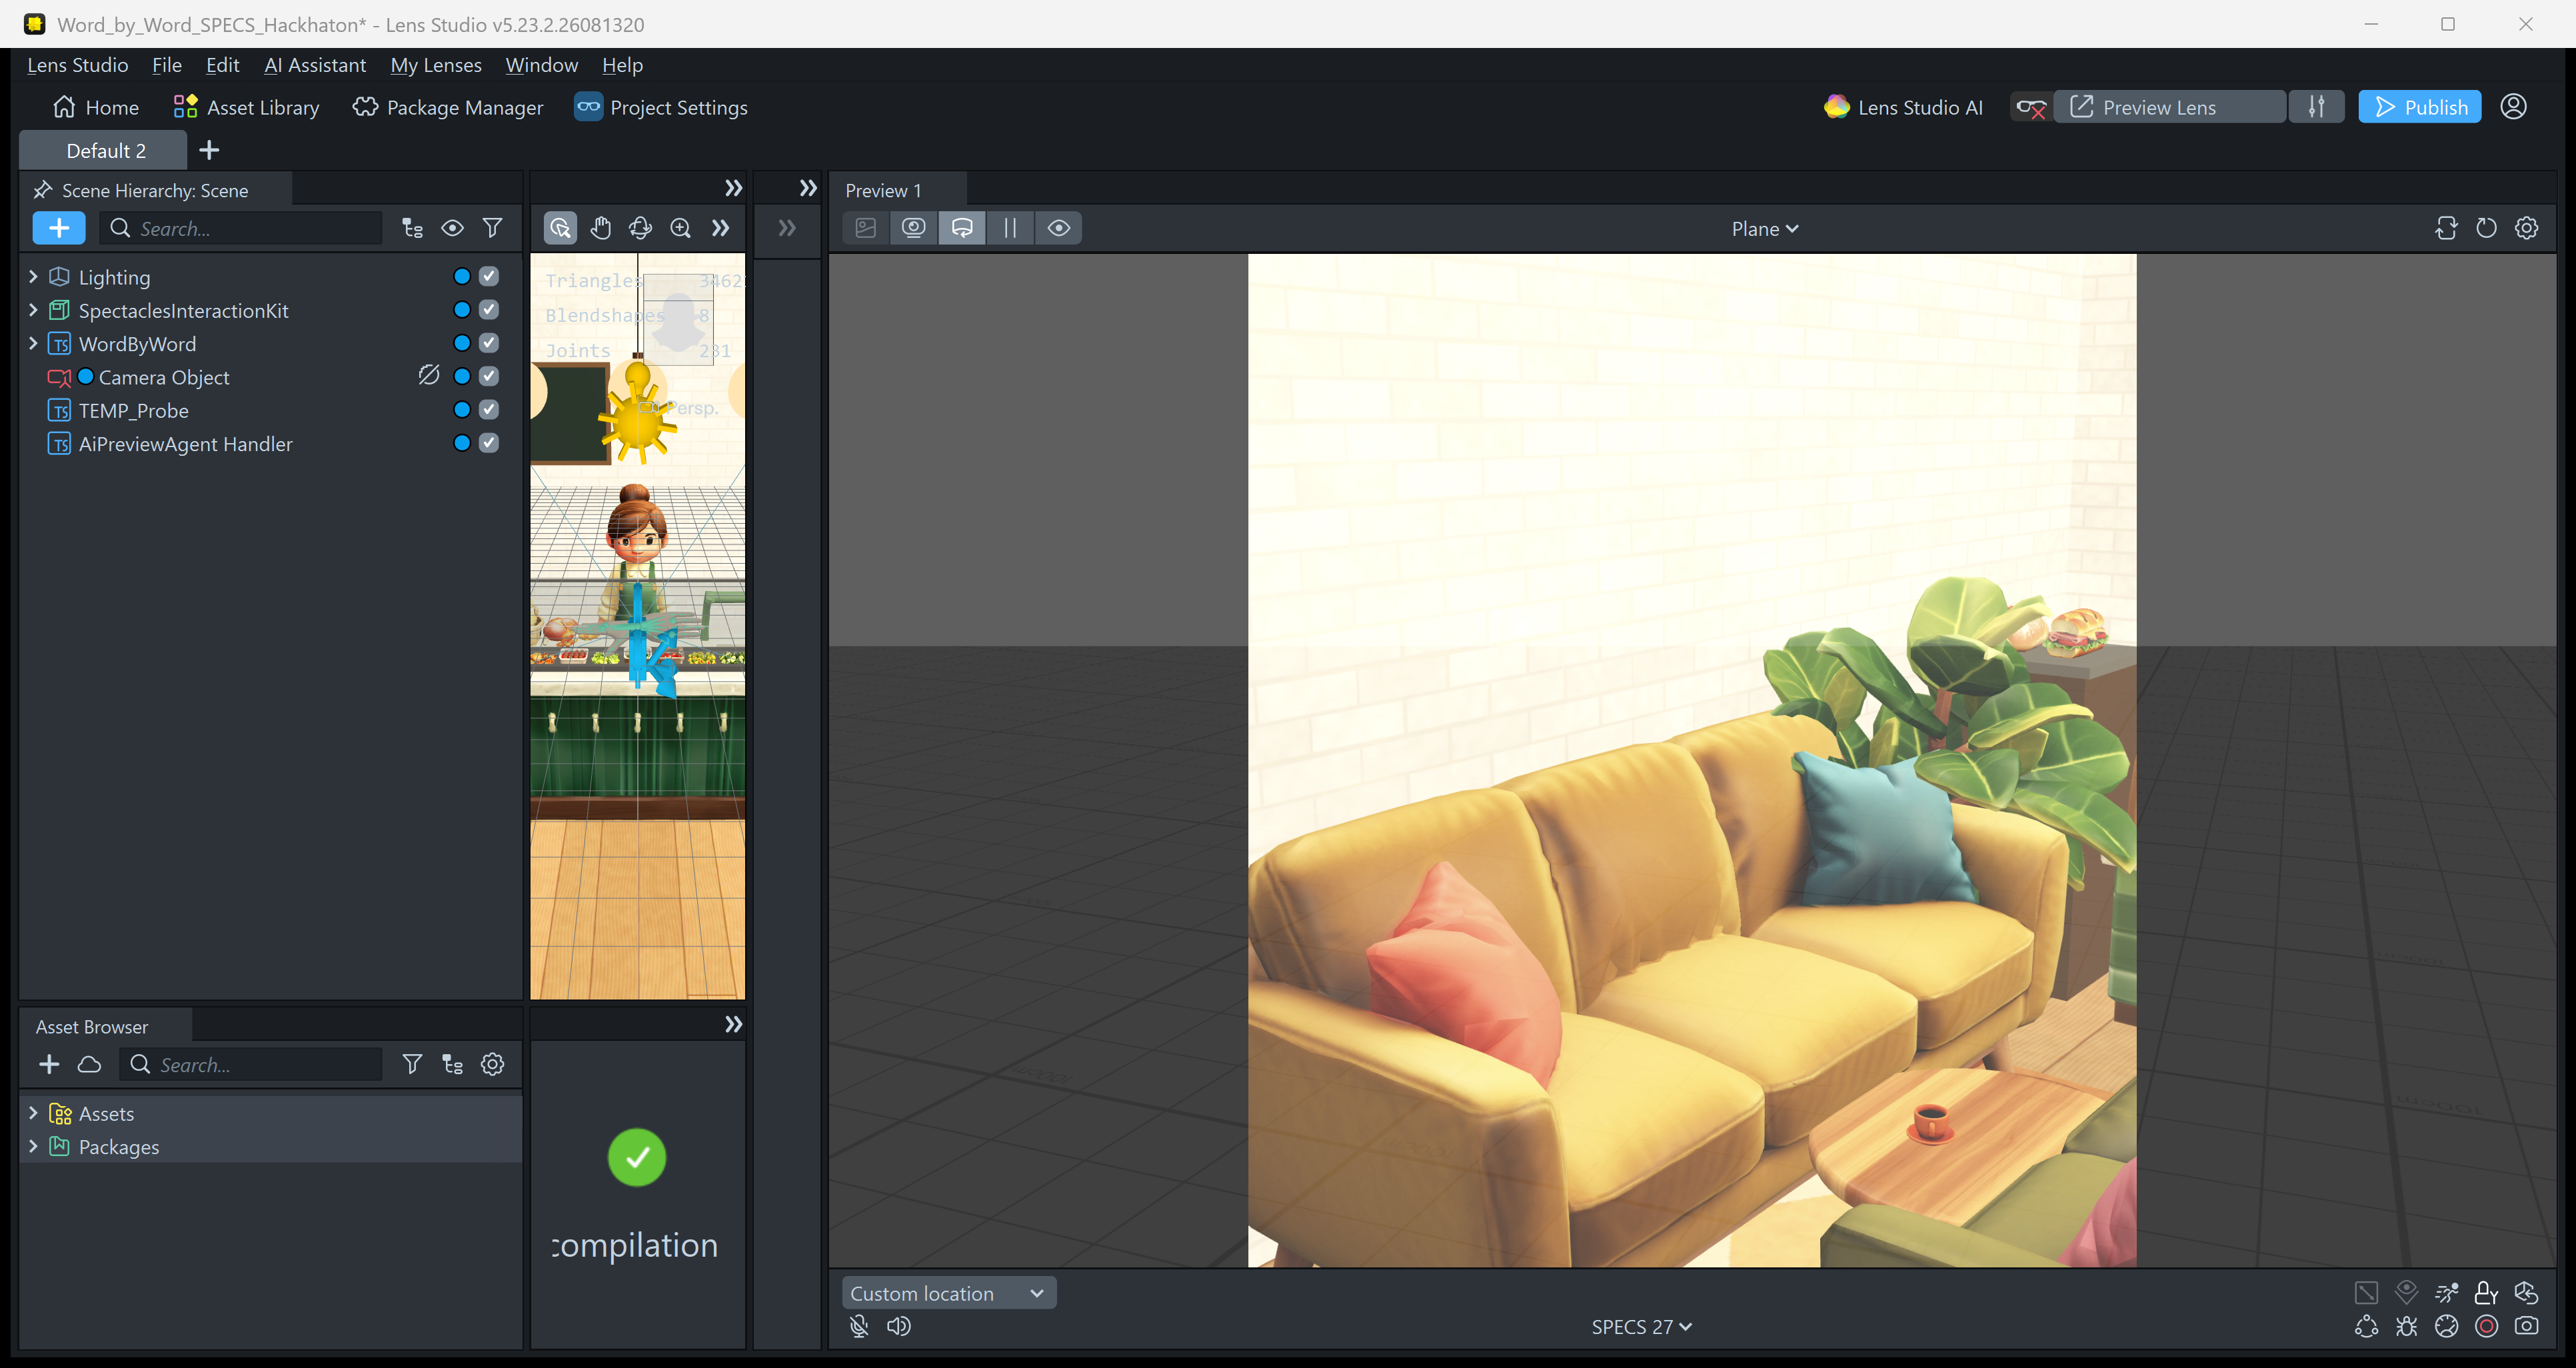 Word_by_Word_SPECS_Hackhaton* - Lens Studio v5.23.2.26081320
Lens Studio File Edit AI Assistant My Lenses Window Help
Home Asset Library Package Manager Project Settings Lens Studio AI Preview Lens Publish
Default 2
Scene Hierarchy: Scene Preview 1
Search... Plane
Lighting
SpectaclesInteractionKit
WordByWord
Camera Object
TEMP_Probe
AiPreviewAgent Handler
Triangles 3462
Blendshapes 8
Joints 231
Persp.
Asset Browser
Search...
Assets
Packages
compilation
Custom location
SPECS 27